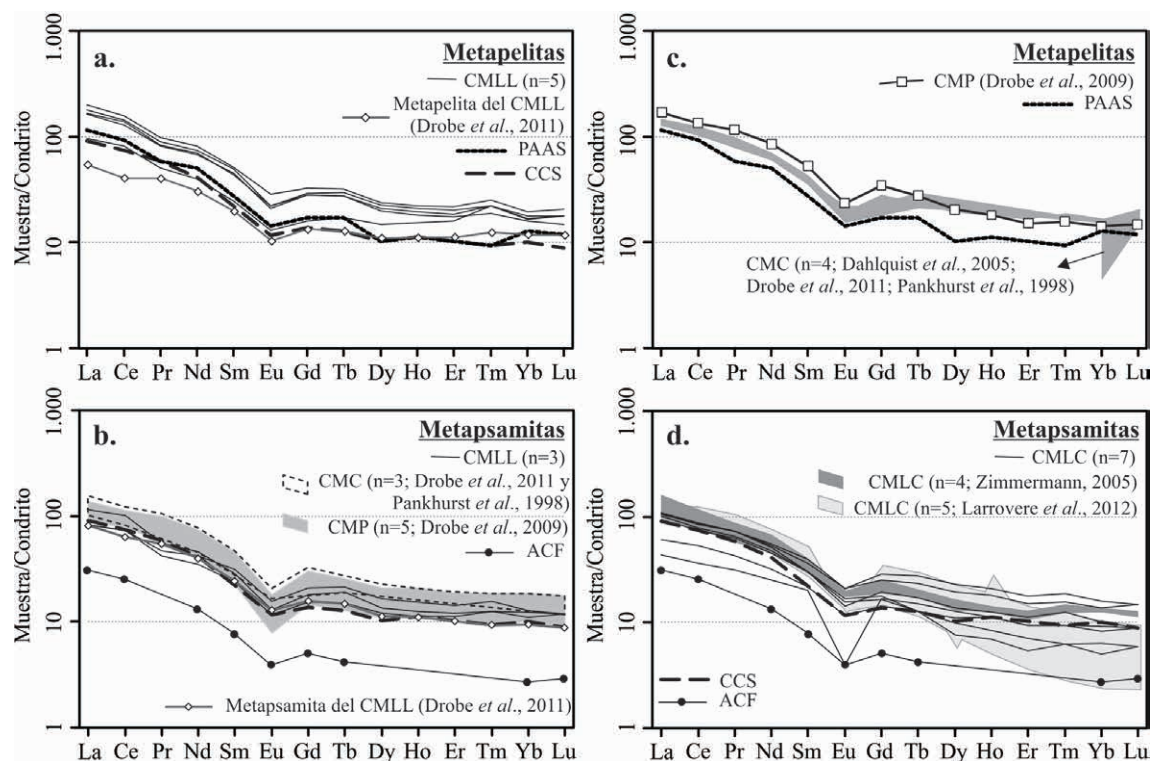 a.
Metapelitas
CMLL (n=5)
Metapelita del CMLL
(Drobe et al., 2011)
PAAS
CCS
Muestra/Condrito
1.000
100
10
1
La Ce Pr Nd Sm Eu Gd Tb Dy Ho Er Tm Yb Lu
c.
Metapelitas
CMP (Drobe et al., 2009)
PAAS
CMC (n=4; Dahlquist et al., 2005;
Drobe et al., 2011; Pankhurst et al., 1998)
Muestra/Condrito
1.000
100
10
1
La Ce Pr Nd Sm Eu Gd Tb Dy Ho Er Tm Yb Lu
b.
Metapsamitas
CMLL (n=3)
CMC (n=3; Drobe et al., 2011 y
Pankhurst et al., 1998)
CMP (n=5; Drobe et al., 2009)
ACF
Metapsamita del CMLL (Drobe et al., 2011)
Muestra/Condrito
1.000
100
10
1
La Ce Pr Nd Sm Eu Gd Tb Dy Ho Er Tm Yb Lu
d.
Metapsamitas
CMLC (n=7)
CMLC (n=4; Zimmermann, 2005)
CMLC (n=5; Larrovere et al., 2012)
CCS
ACF
Muestra/Condrito
1.000
100
10
1
La Ce Pr Nd Sm Eu Gd Tb Dy Ho Er Tm Yb Lu